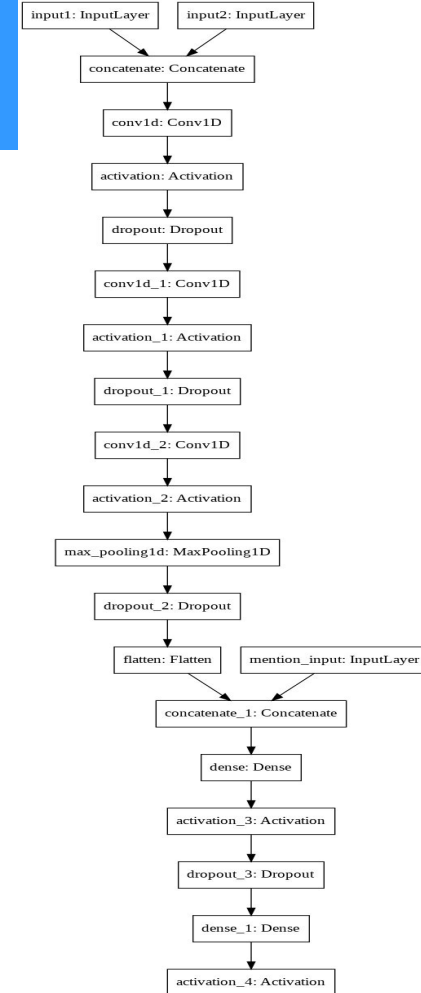 input1: InputLayer
input2: InputLayer
concatenate: Concatenate
conv1d: Conv1D
activation: Activation
dropout: Dropout
conv1d_1: Conv1D
activation_1: Activation
dropout_1: Dropout
conv1d_2: Conv1D
activation_2: Activation
max_pooling1d: MaxPooling1D
dropout_2: Dropout
flatten: Flatten
mention_input: InputLayer
concatenate_1: Concatenate
dense: Dense
activation_3: Activation
dropout_3: Dropout
dense_1: Dense
activation_4: Activation